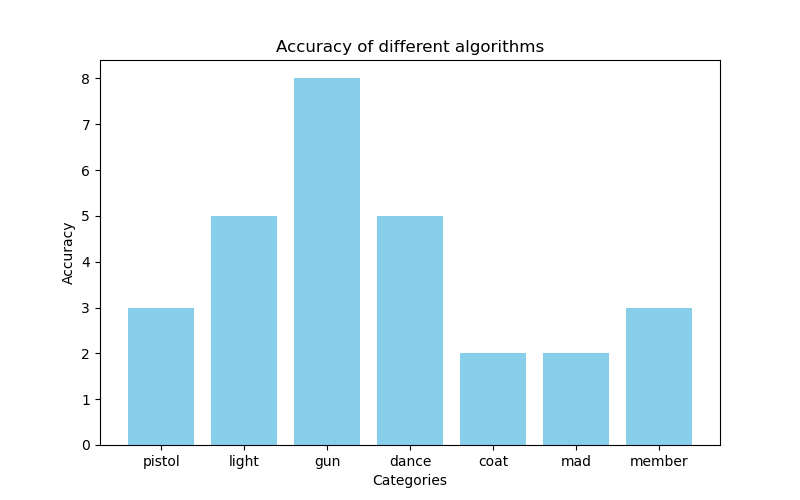 Accuracy of different algorithms
8
7
6
5
4
3
2
1
0
Accuracy
pistol light gun dance coat mad member
Categories